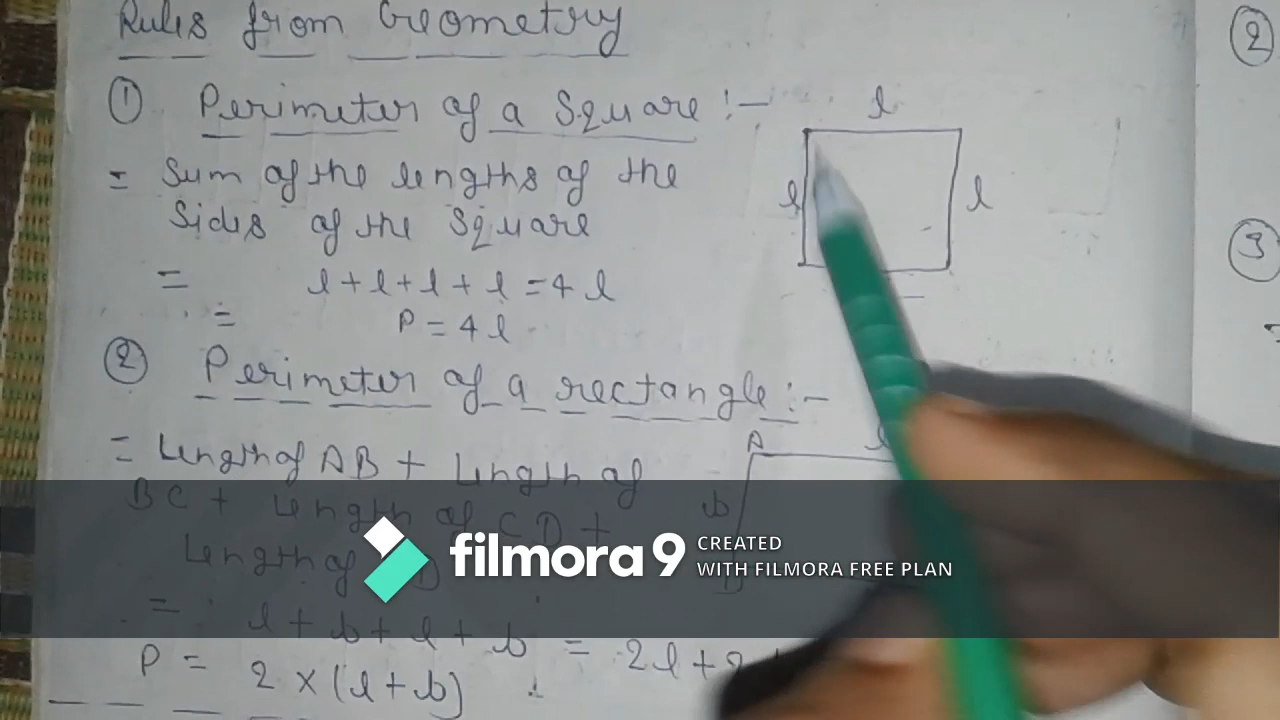 Rules from Geometry
① Perimeter of a Square :-
= Sum of the lengths of the
Sides of the Square
= l + l + l + l = 4 l
= P = 4 l
l
l
l
② Perimeter of a rectangle :-
= Length of AB + Length of
BC + Length of CD +
Length of
= l + b + l + b = 2l + 2
P = 2 × (l + b)
A
l
b
②
③
filmora 9
CREATED
WITH FILMORA FREE PLAN